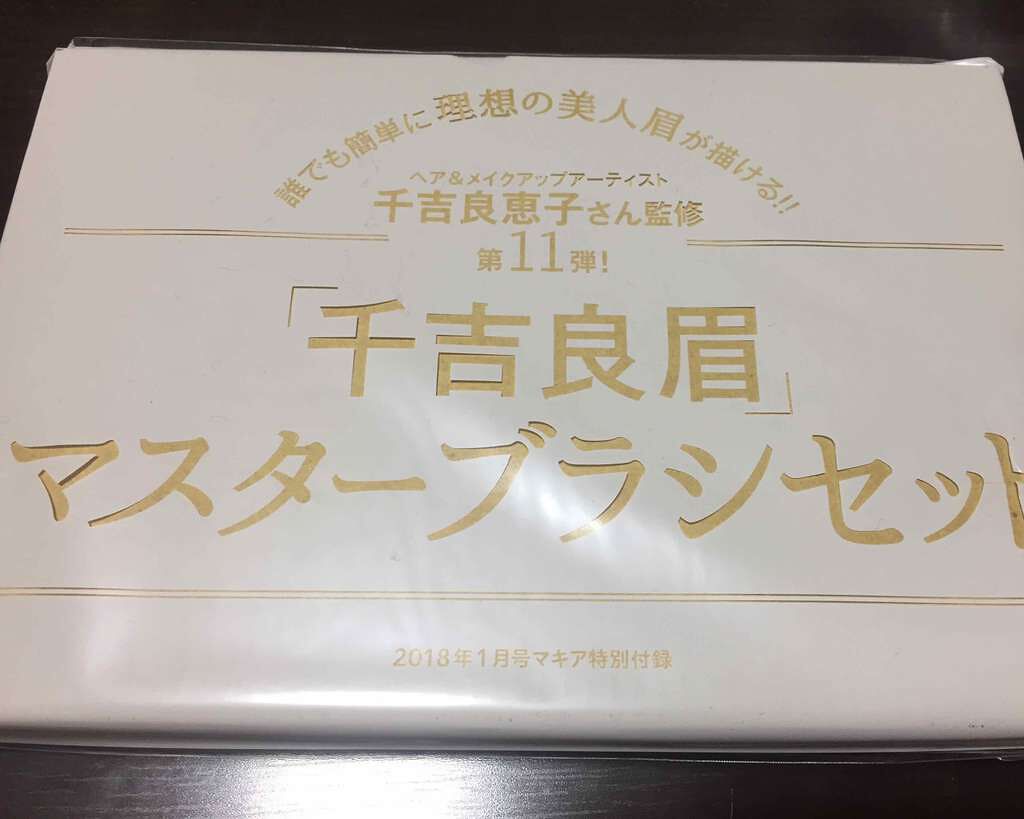 誰でも簡単に理想の美人眉が描ける!!
ヘア&メイクアップアーティスト
千吉良恵子さん監修
第11弾!
「千吉良眉」
マスターブラシセット
2018年1月号マキア特別付録